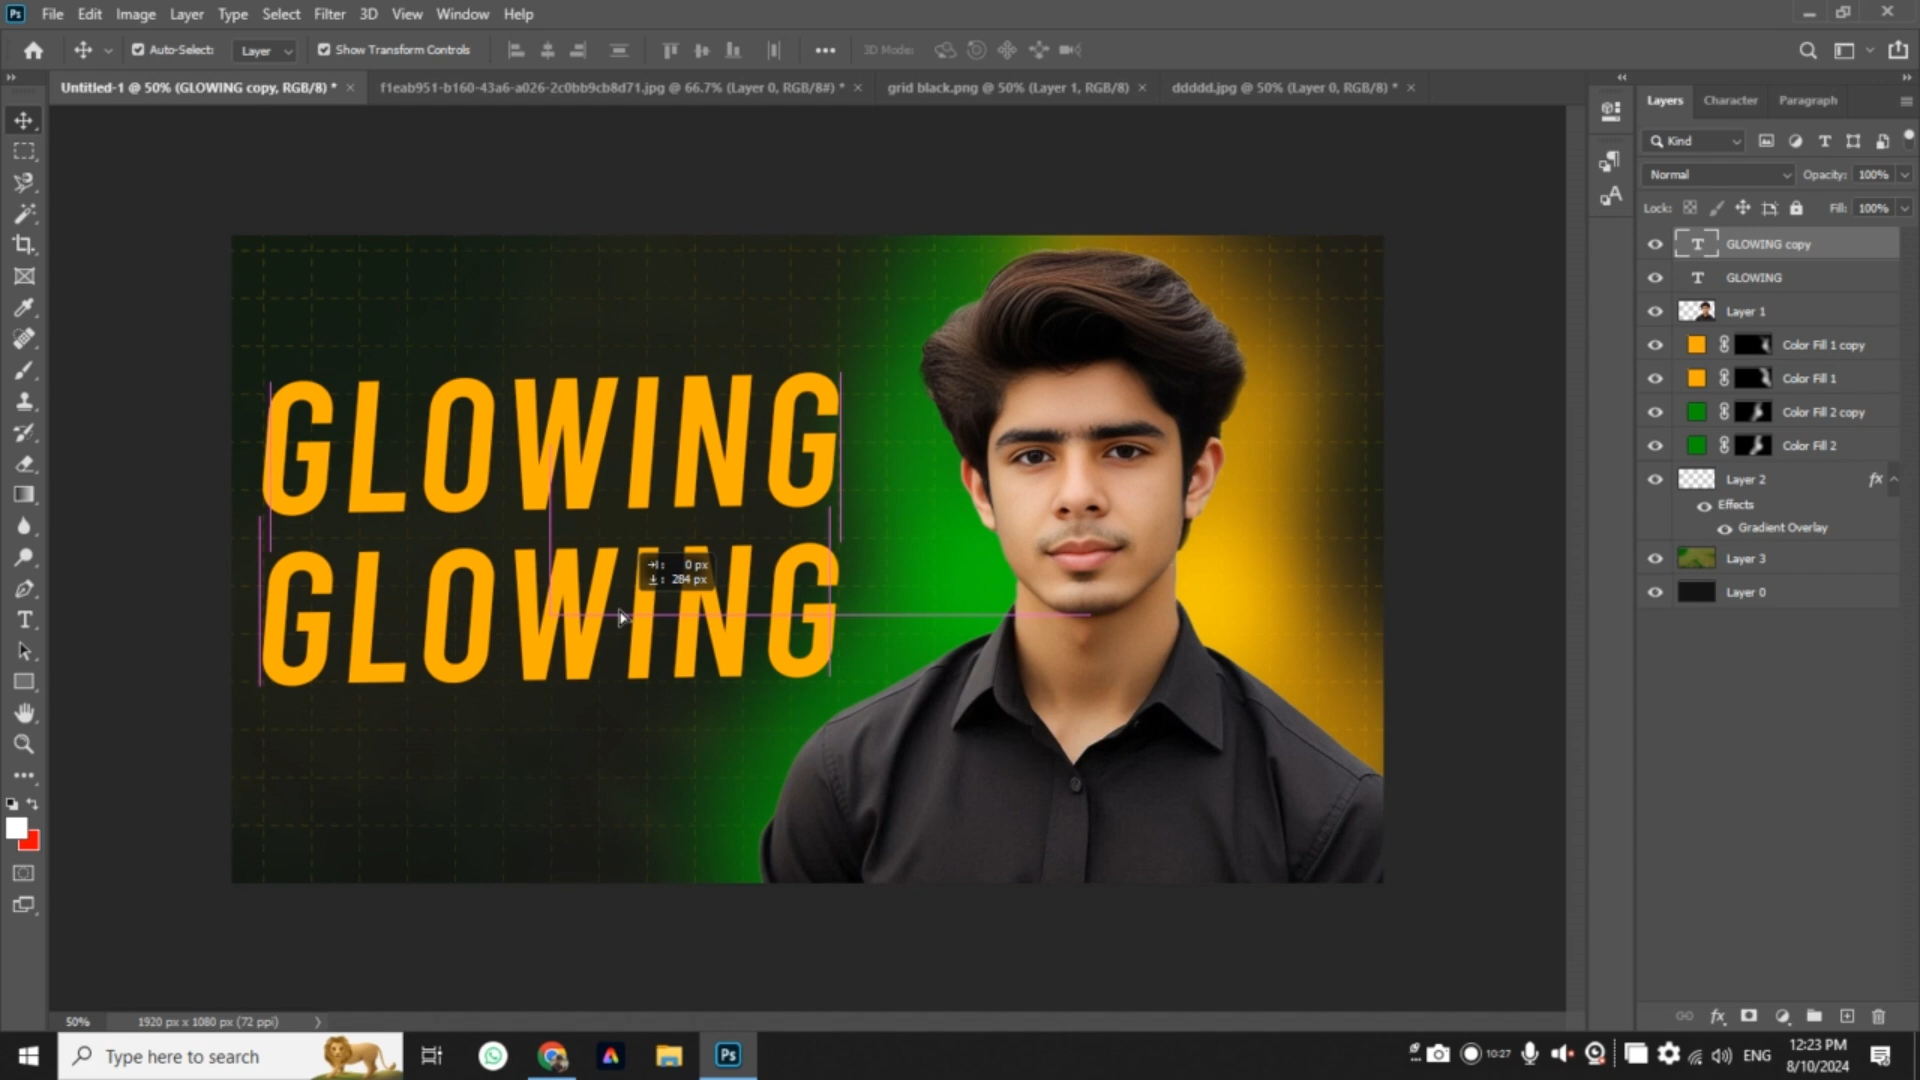 Ps File Edit Image Layer Type Select Filter 3D View Window Help
Auto-Select: Layer Show Transform Controls 3D Mode:
Untitled-1 @ 50% (GLOWING copy, RGB/8) * × f1eab951-b160-43a6-a026-2c0bb9cb8d71.jpg @ 66.7% (Layer 0, RGB/8#) * × grid black.png @ 50% (Layer 1, RGB/8) × ddddd.jpg @ 50% (Layer 0, RGB/8) * ×
Layers Character Paragraph
Kind
Normal Opacity: 100%
Lock: Fill: 100%
GLOWING copy
GLOWING
Layer 1
Color Fill 1 copy
Color Fill 1
Color Fill 2 copy
Color Fill 2
Layer 2 fx
Effects
Gradient Overlay
Layer 3
Layer 0
GLOWING
GLOWING
0 px
284 px
50% 1920 px x 1080 px (72 ppi)
Type here to search
Ps
10:27
ENG
12:23 PM
8/10/2024